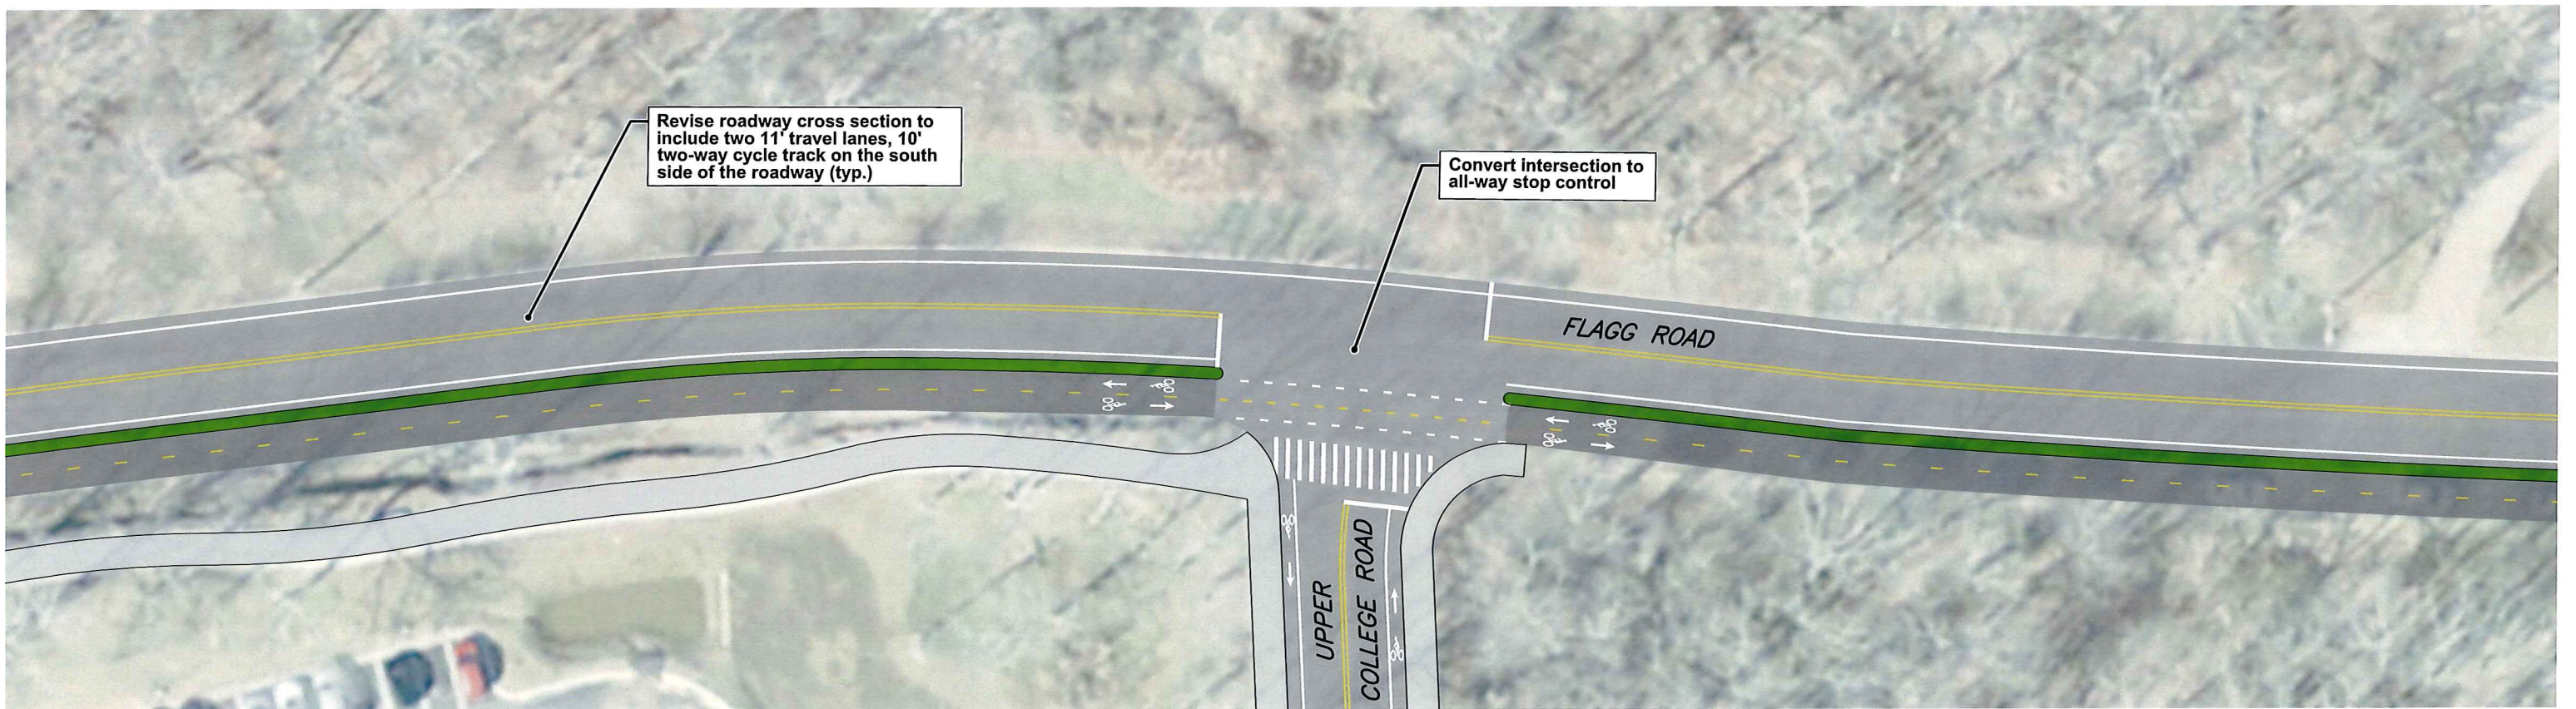 Revise roadway cross section to
include two 11' travel lanes, 10'
two-way cycle track on the south
side of the roadway (typ.)
Convert intersection to
all-way stop control
FLAGG ROAD
UPPER
COLLEGE ROAD